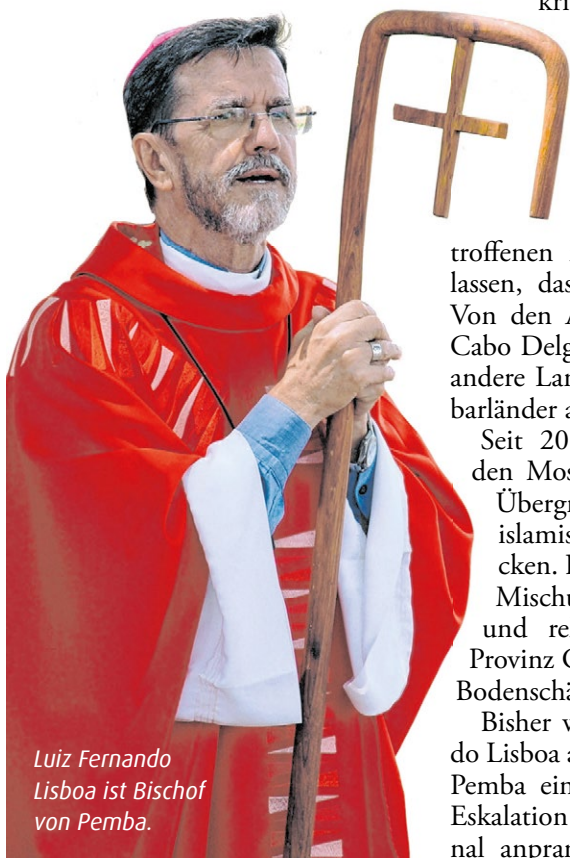 kri
troffenen
lassen, das
Von den A
Cabo Delg
andere Lan
barländer a
Seit 20
den Mos
Übergr
islamis
cken. I
Mischu
und re
Provinz C
Bodenschä
Bisher v
do Lisboa a
Pemba ein
Eskalation
nal anpran
Luiz Fernando
Lisboa ist Bischof
von Pemba.